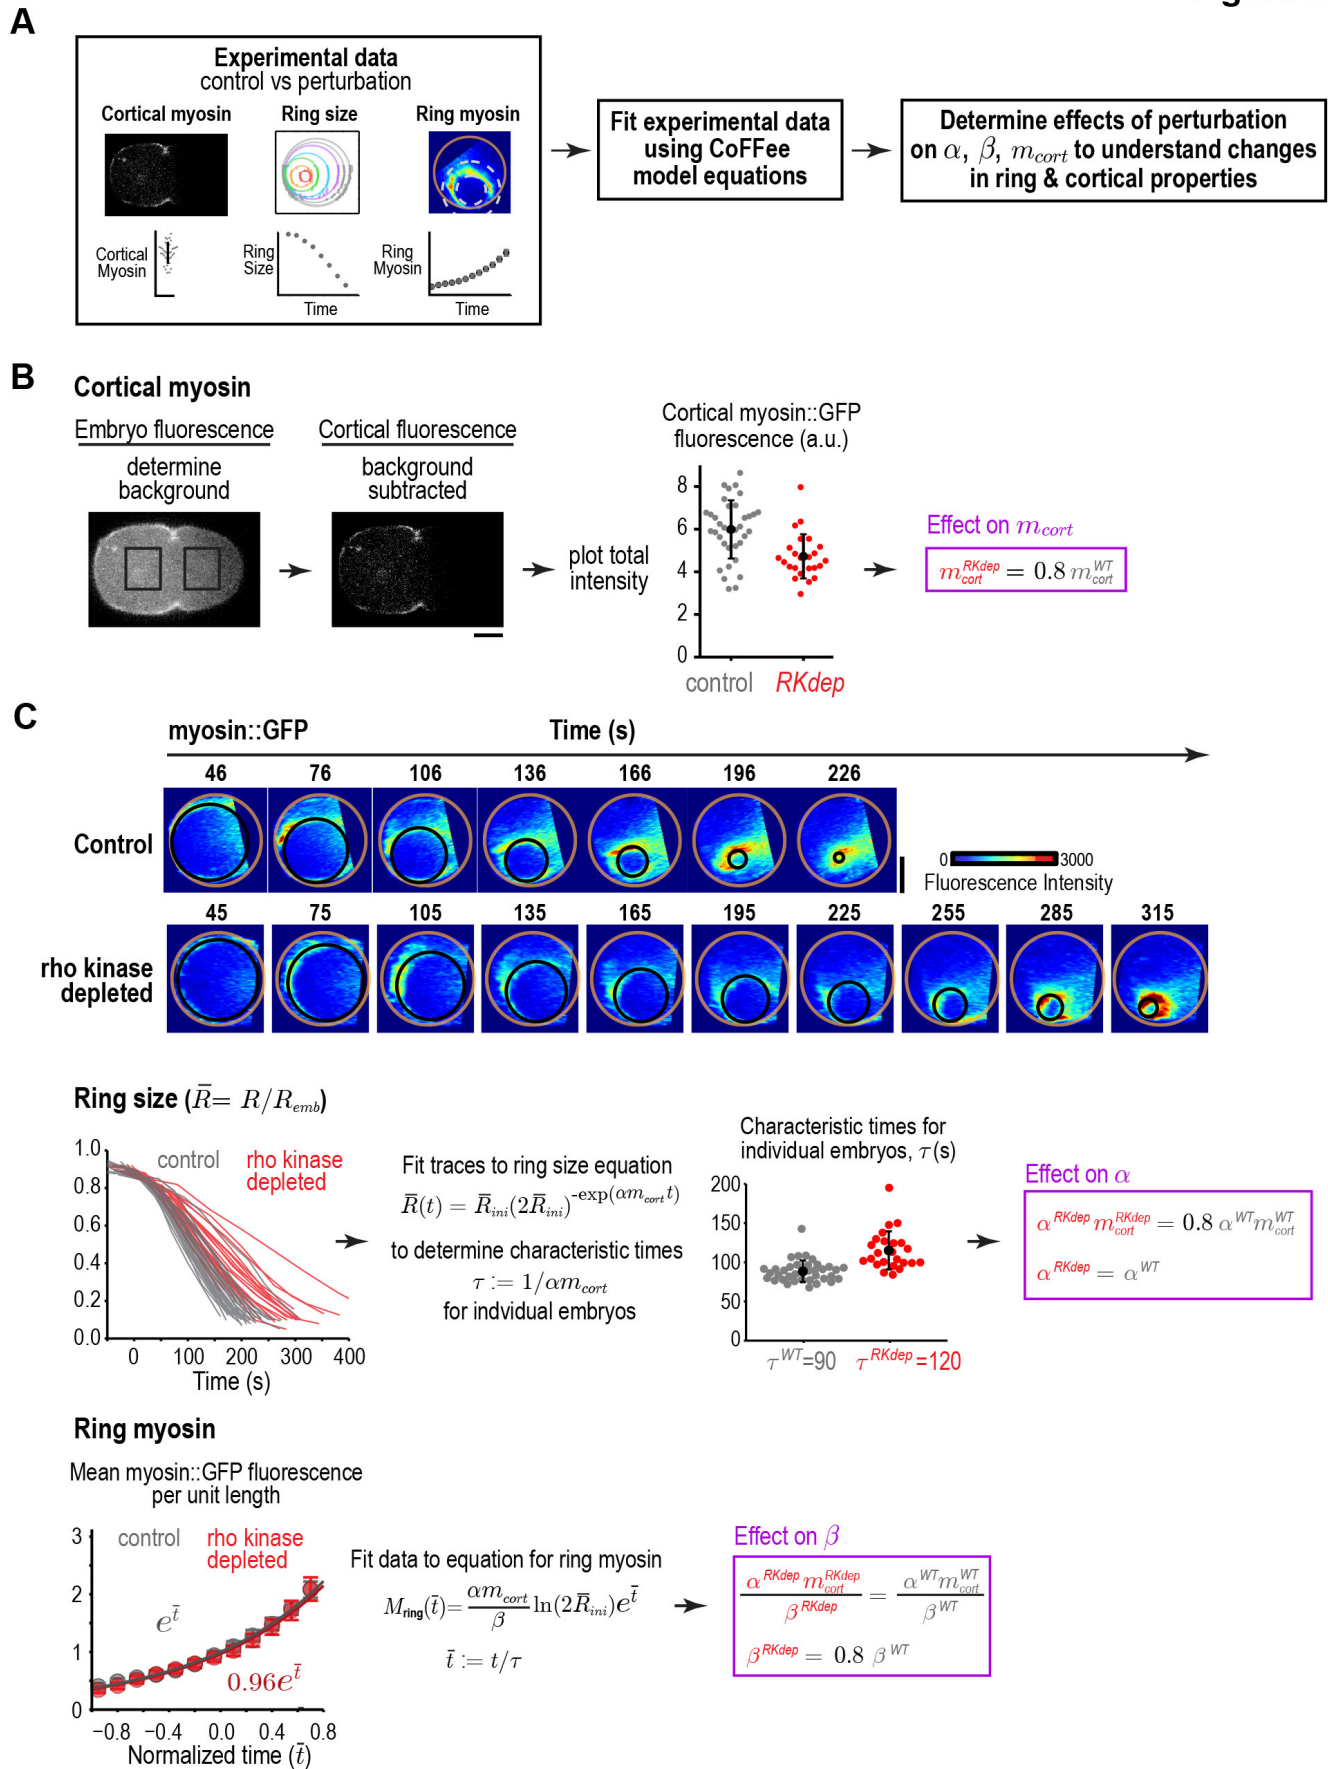 A
Experimental data
control vs perturbation
Cortical myosin
Ring size
Ring myosin
Cortical
Myosin
Ring
Size
Time
Ring
Myosin
Time
Fit experimental data
using CoFFee
model equations
Determine effects of perturbation
on α, β, m_cort to understand changes
in ring & cortical properties
B
Cortical myosin
Embryo fluorescence
determine
background
Cortical fluorescence
background
subtracted
plot total
intensity
Cortical myosin::GFP
fluorescence (a.u.)
8
6
4
2
0
control
RKdep
Effect on m_cort
m_cort^RKdep = 0.8 m_cort^WT
C
myosin::GFP
Time (s)
46 76 106 136 166 196 226
Control
0 3000
Fluorescence Intensity
45 75 105 135 165 195 225 255 285 315
rho kinase
depleted
Ring size (R̄= R/R_emb)
1.0
0.8
0.6
0.4
0.2
0.0
control
rho kinase
depleted
0 100 200 300 400
Time (s)
Fit traces to ring size equation
R̄(t) = R̄_ini(2R̄_ini)^-exp(αm_cort t)
to determine characteristic times
τ := 1/αm_cort
for indvidual embryos
Characteristic times for
individual embryos, τ(s)
200
150
100
50
0
τ^WT=90
τ^RKdep=120
Effect on α
α^RKdep m_cort^RKdep = 0.8 α^WT m_cort^WT
α^RKdep = α^WT
Ring myosin
Mean myosin::GFP fluorescence
per unit length
3
2
1
0
control
rho kinase
depleted
e^t̄
0.96e^t̄
−0.8 −0.4 0.0 0.4 0.8
Normalized time (t̄)
Fit data to equation for ring myosin
M_ring(t̄)= αm_cort/β ln(2R̄_ini)e^t̄
t̄ := t/τ
Effect on β
α^RKdep m_cort^RKdep/β^RKdep = α^WT m_cort^WT/β^WT
β^RKdep = 0.8 β^WT